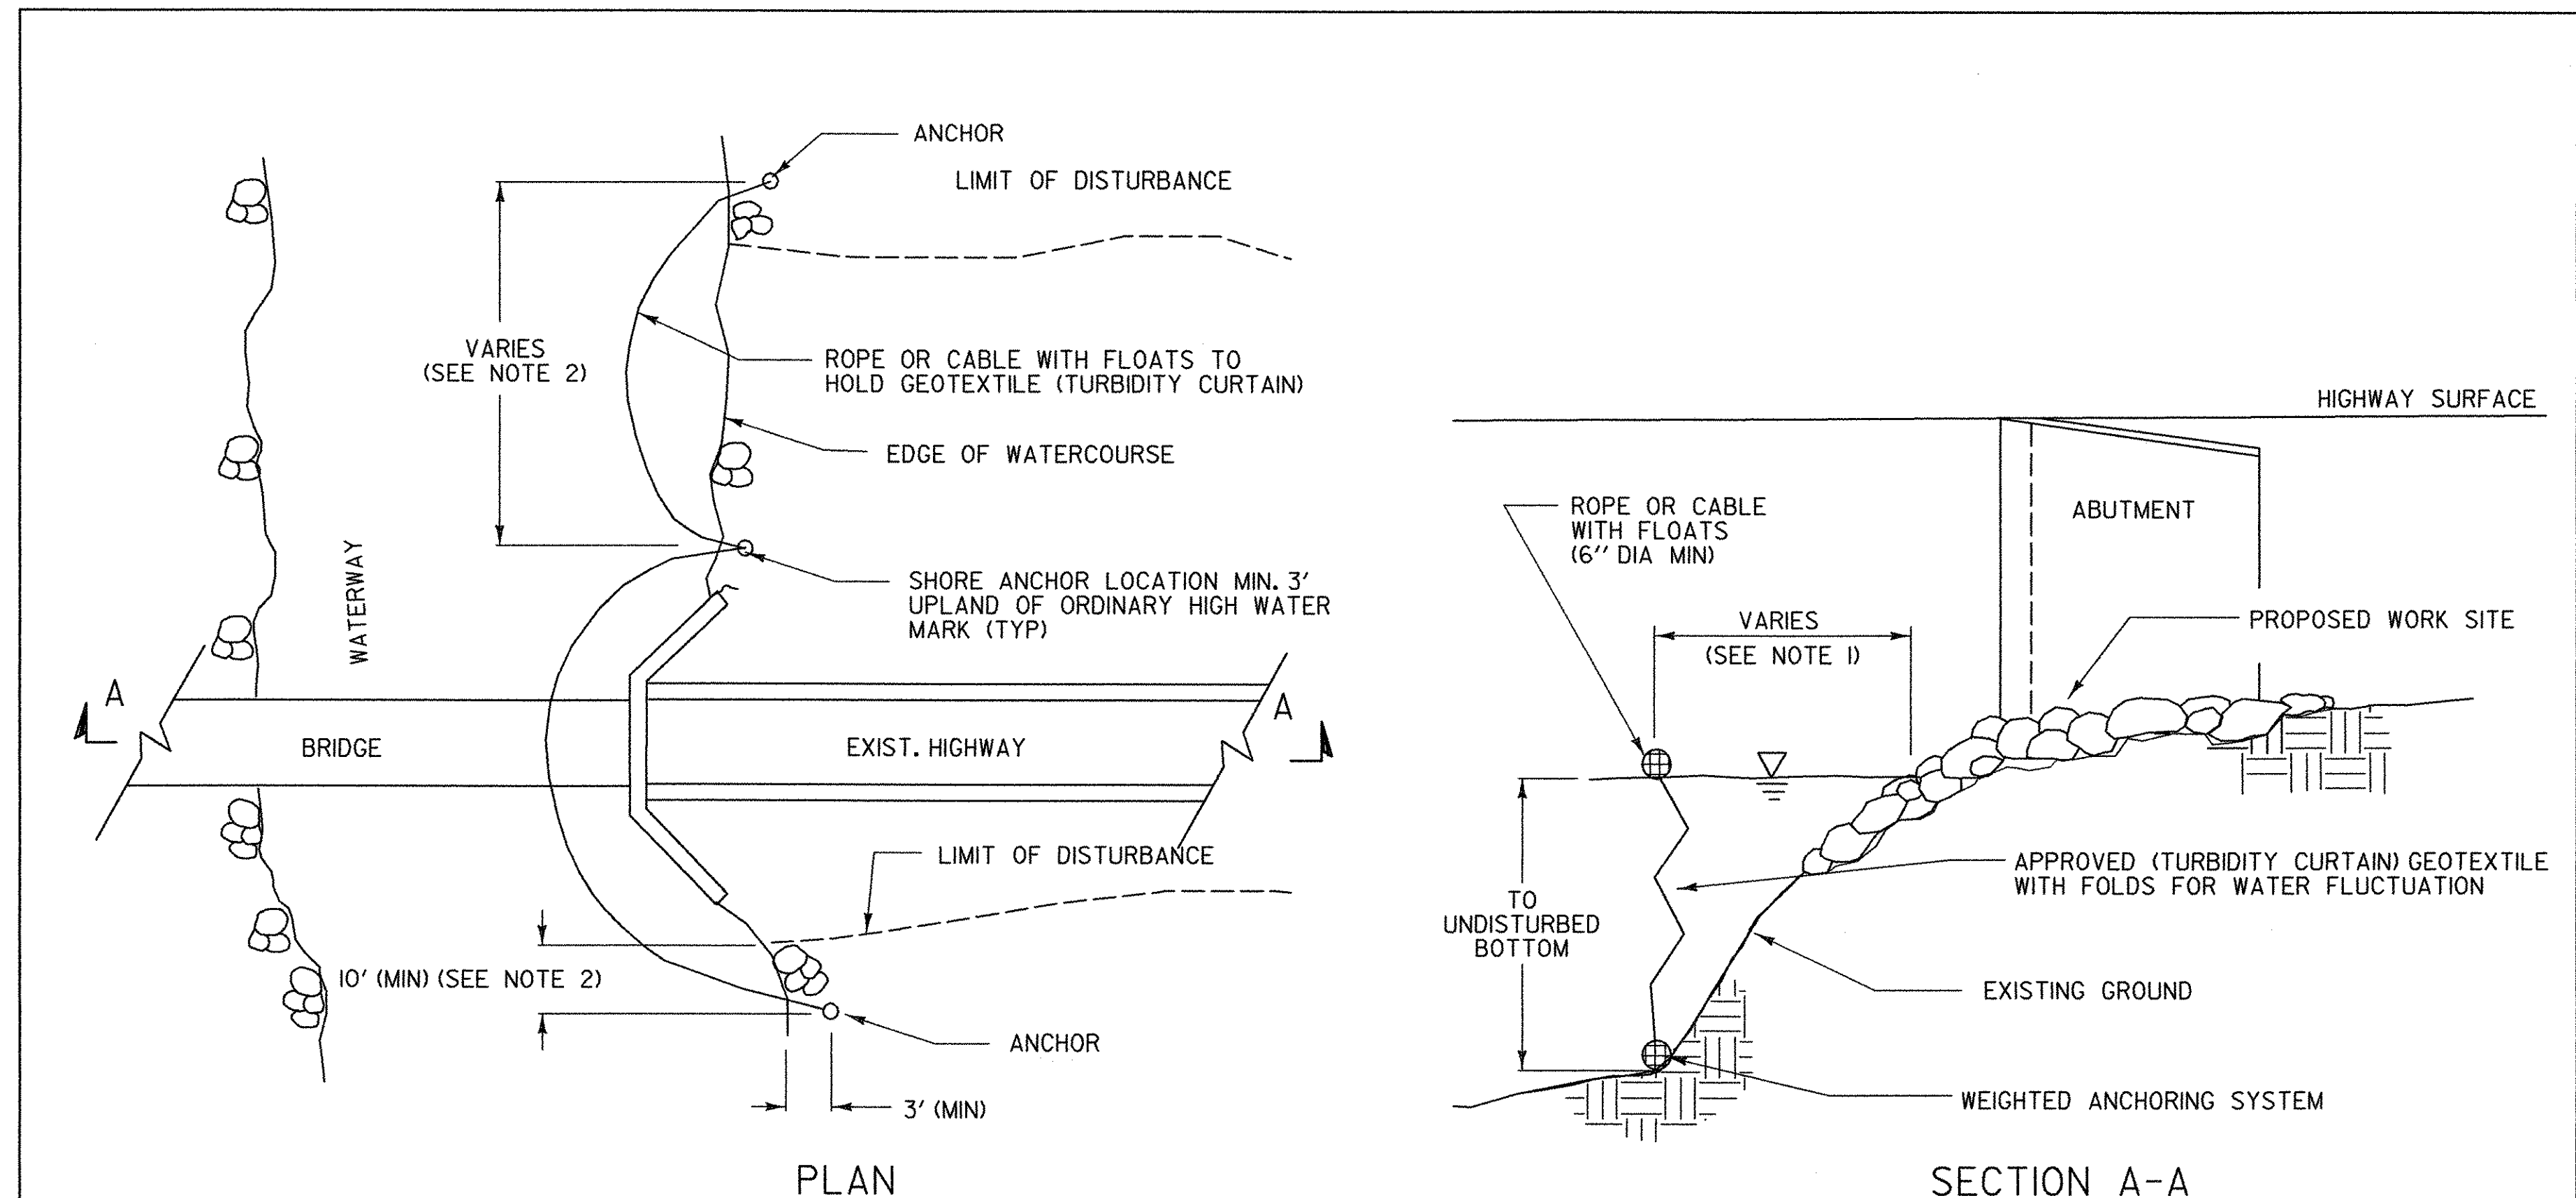 ANCHOR
LIMIT OF DISTURBANCE
VARIES
(SEE NOTE 2)
ROPE OR CABLE WITH FLOATS TO
HOLD GEOTEXTILE (TURBIDITY CURTAIN)
EDGE OF WATERCOURSE
WATERWAY
SHORE ANCHOR LOCATION MIN. 3'
UPLAND OF ORDINARY HIGH WATER
MARK (TYP)
A
A
BRIDGE
EXIST. HIGHWAY
LIMIT OF DISTURBANCE
10' (MIN) (SEE NOTE 2)
ANCHOR
3' (MIN)
PLAN
HIGHWAY SURFACE
ROPE OR CABLE
WITH FLOATS
(6" DIA MIN)
ABUTMENT
VARIES
(SEE NOTE 1)
PROPOSED WORK SITE
APPROVED (TURBIDITY CURTAIN) GEOTEXTILE
WITH FOLDS FOR WATER FLUCTUATION
TO
UNDISTURBED
BOTTOM
EXISTING GROUND
WEIGHTED ANCHORING SYSTEM
SECTION A-A